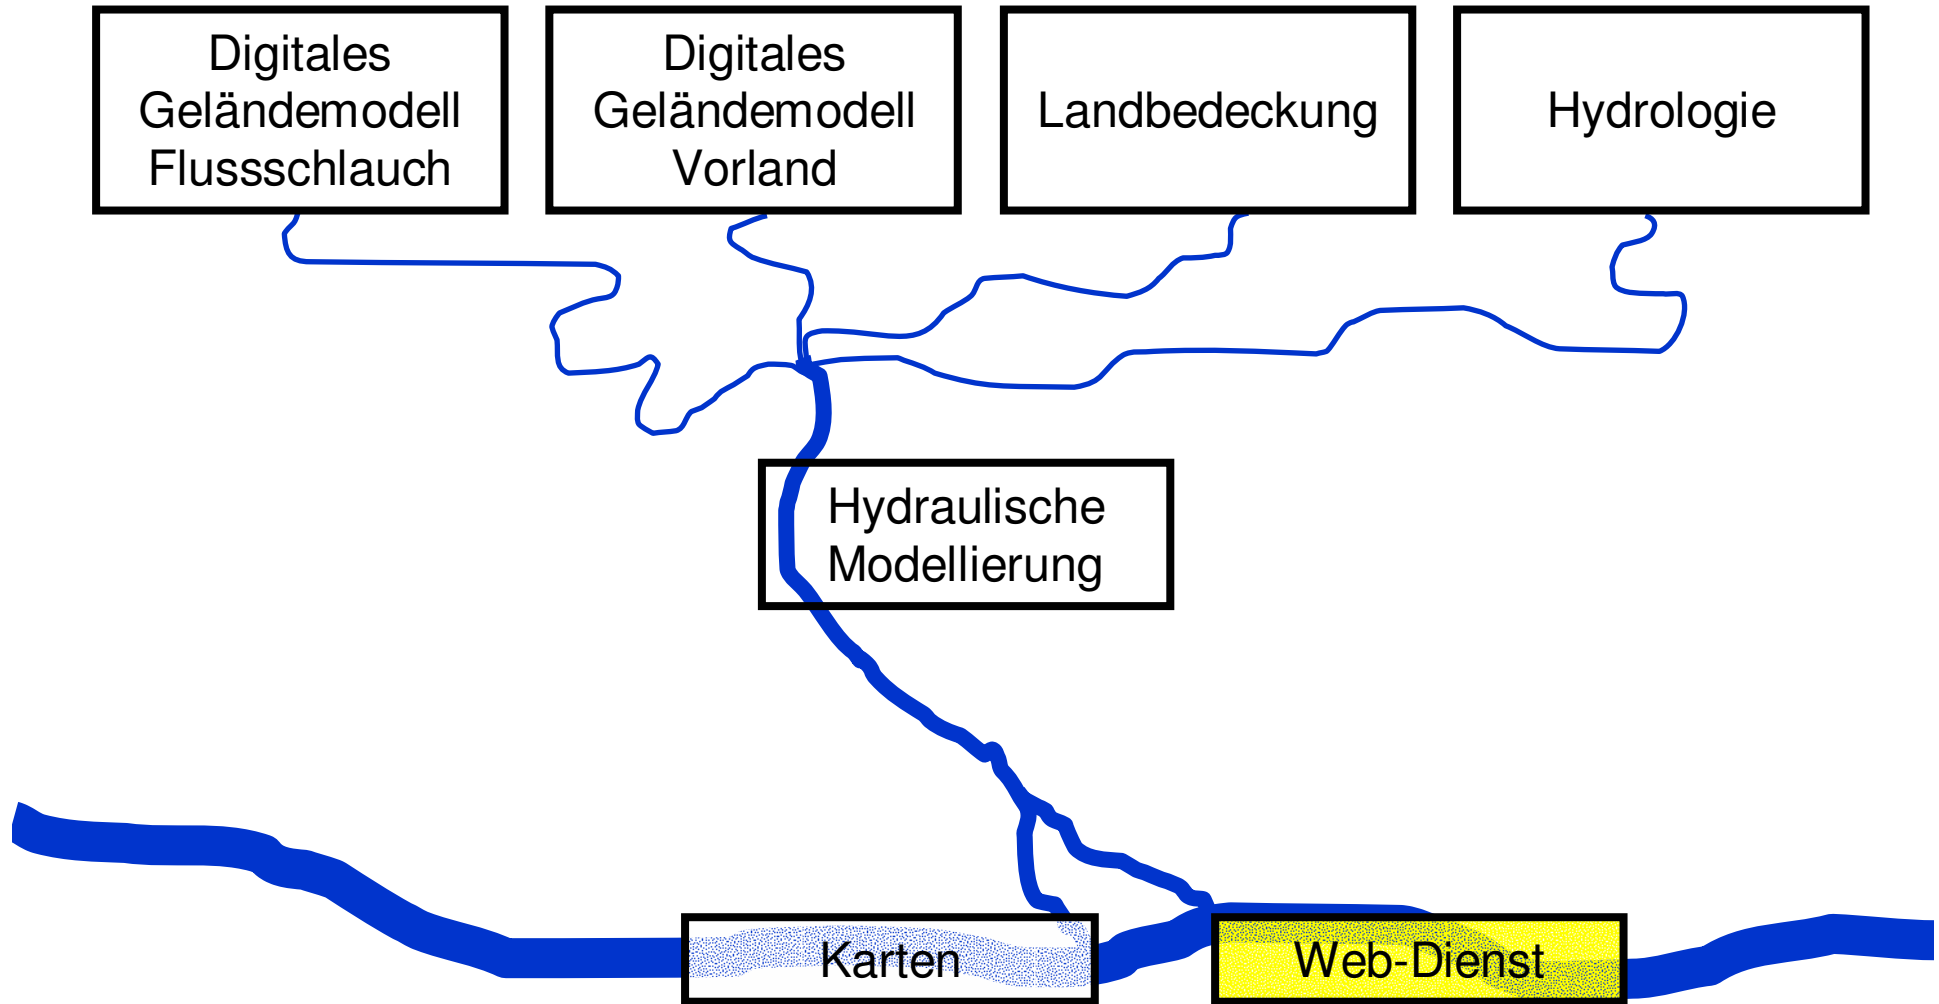 Digitales
Geländemodell
Flussschlauch
Digitales
Geländemodell
Vorland
Landbedeckung
Hydrologie
Hydraulische
Modellierung
Karten
Web-Dienst